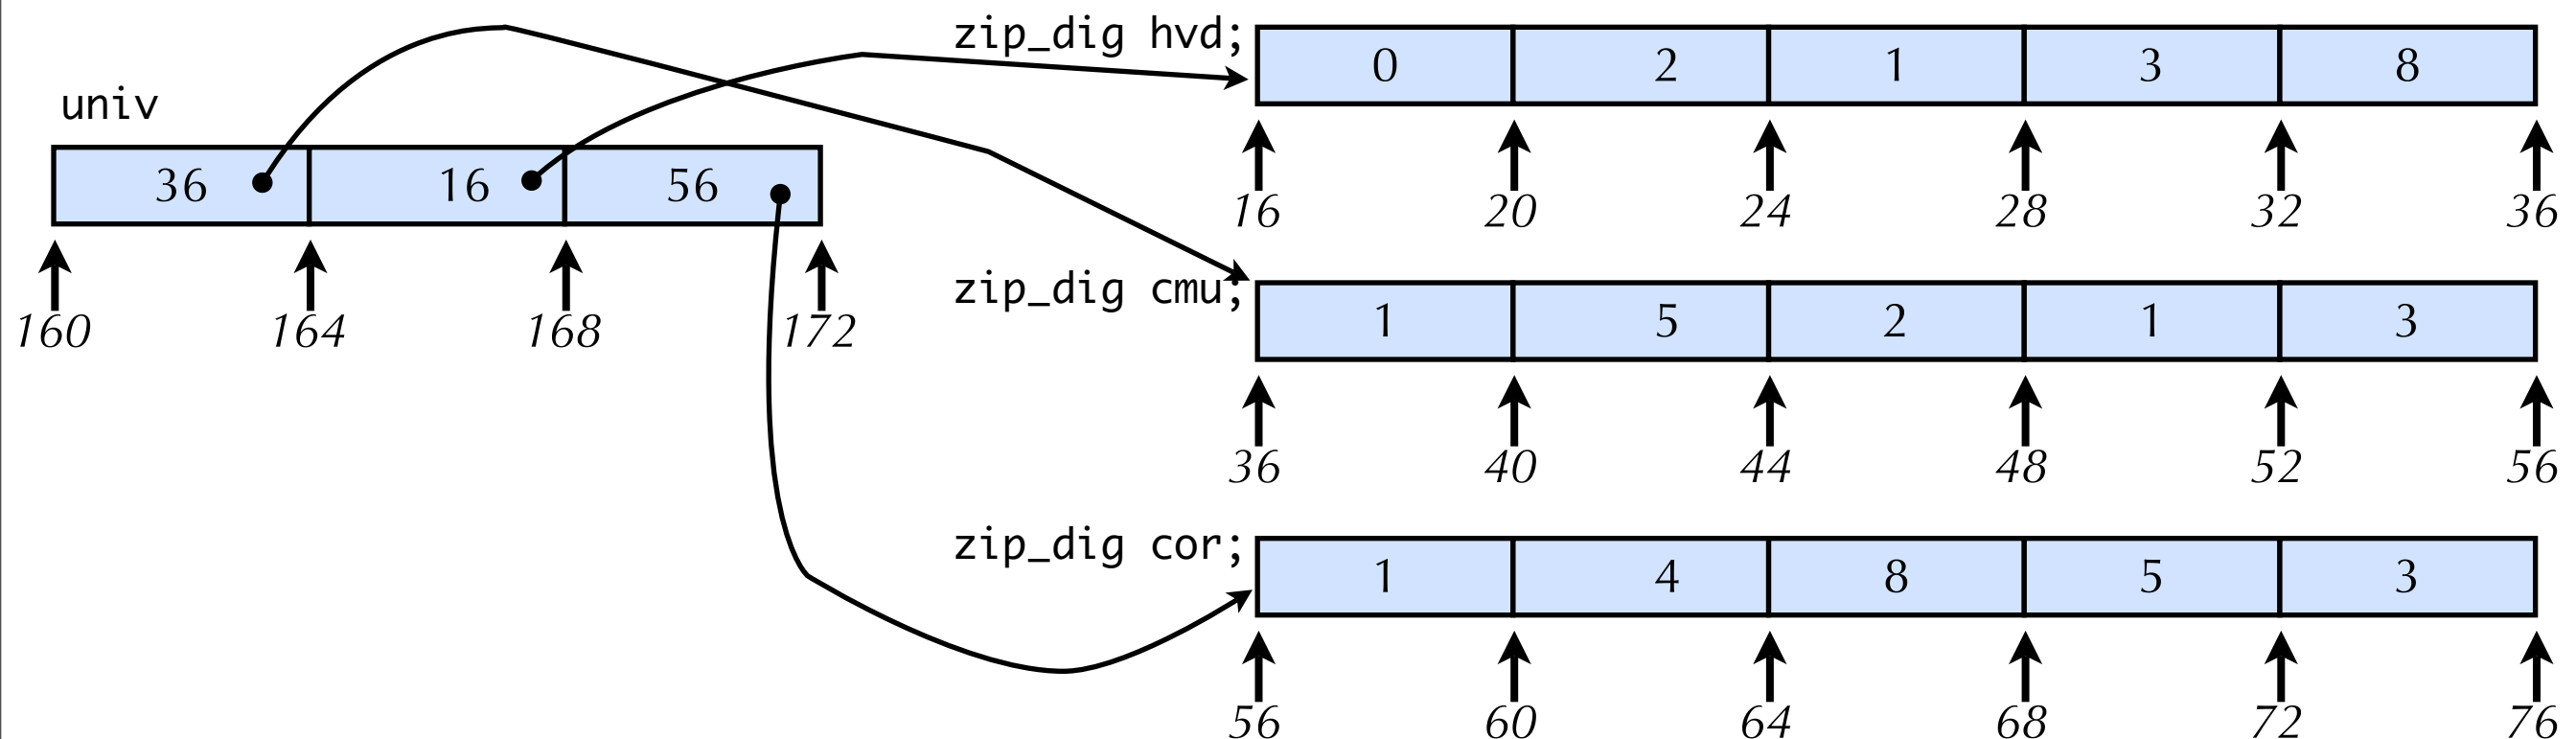 zip_dig hvd;
0 2 1 3 8
16 20 24 28 32 36
univ
36 16 56
160 164 168 172
zip_dig cmu;
1 5 2 1 3
36 40 44 48 52 56
zip_dig cor;
1 4 8 5 3
56 60 64 68 72 76